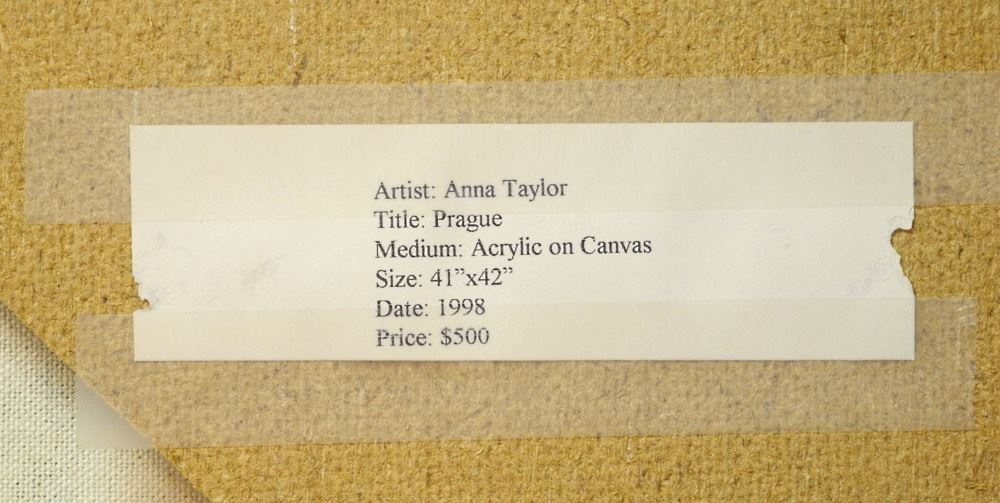 Artist: Anna Taylor
Title: Prague
Medium: Acrylic on Canvas
Size: 41”x42”
Date: 1998
Price: $500